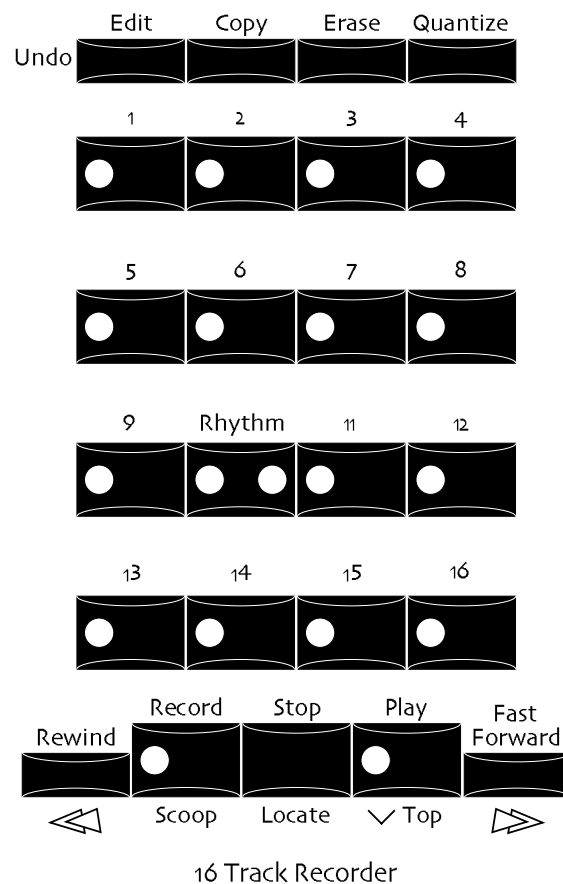 Edit Copy Erase Quantize
Undo
1 2 3 4
5 6 7 8
9 Rhythm 11 12
13 14 15 16
Record Stop Play Fast
Rewind Forward
Scoop Locate Top
16 Track Recorder